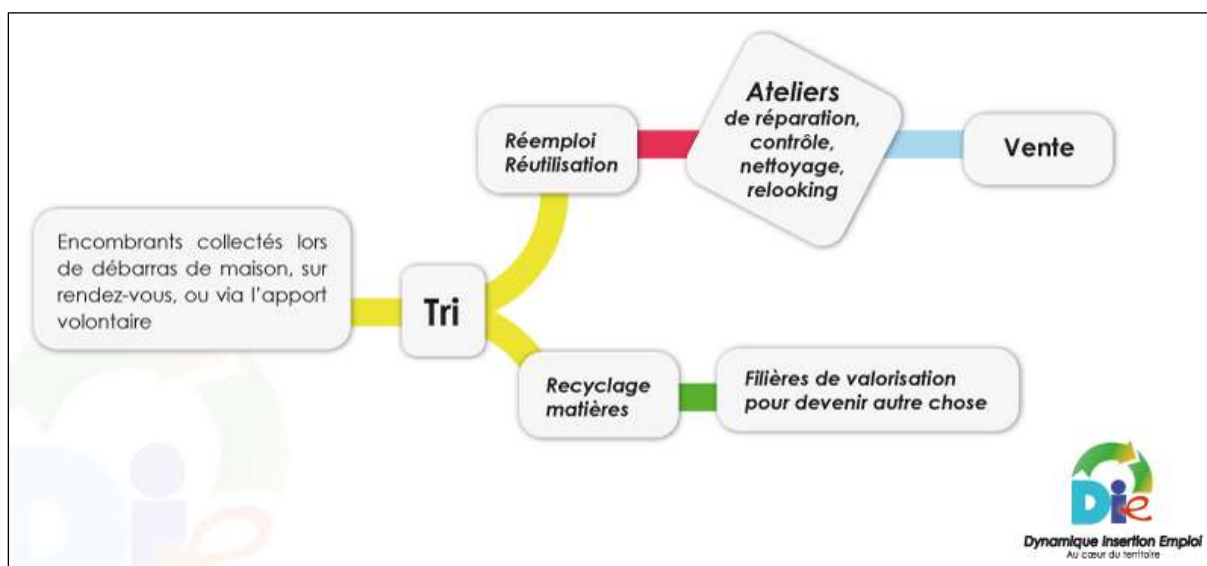 Encombrants collectés lors
de débarras de maison, sur
rendez-vous, ou via l'apport
volontaire
Tri
Réemploi
Réutilisation
Ateliers
de réparation,
contrôle,
nettoyage,
relooking
Vente
Recyclage
matières
Filières de valorisation
pour devenir autre chose
Die
Die
Dynamique Insertion Emploi
Au cœur du territoire